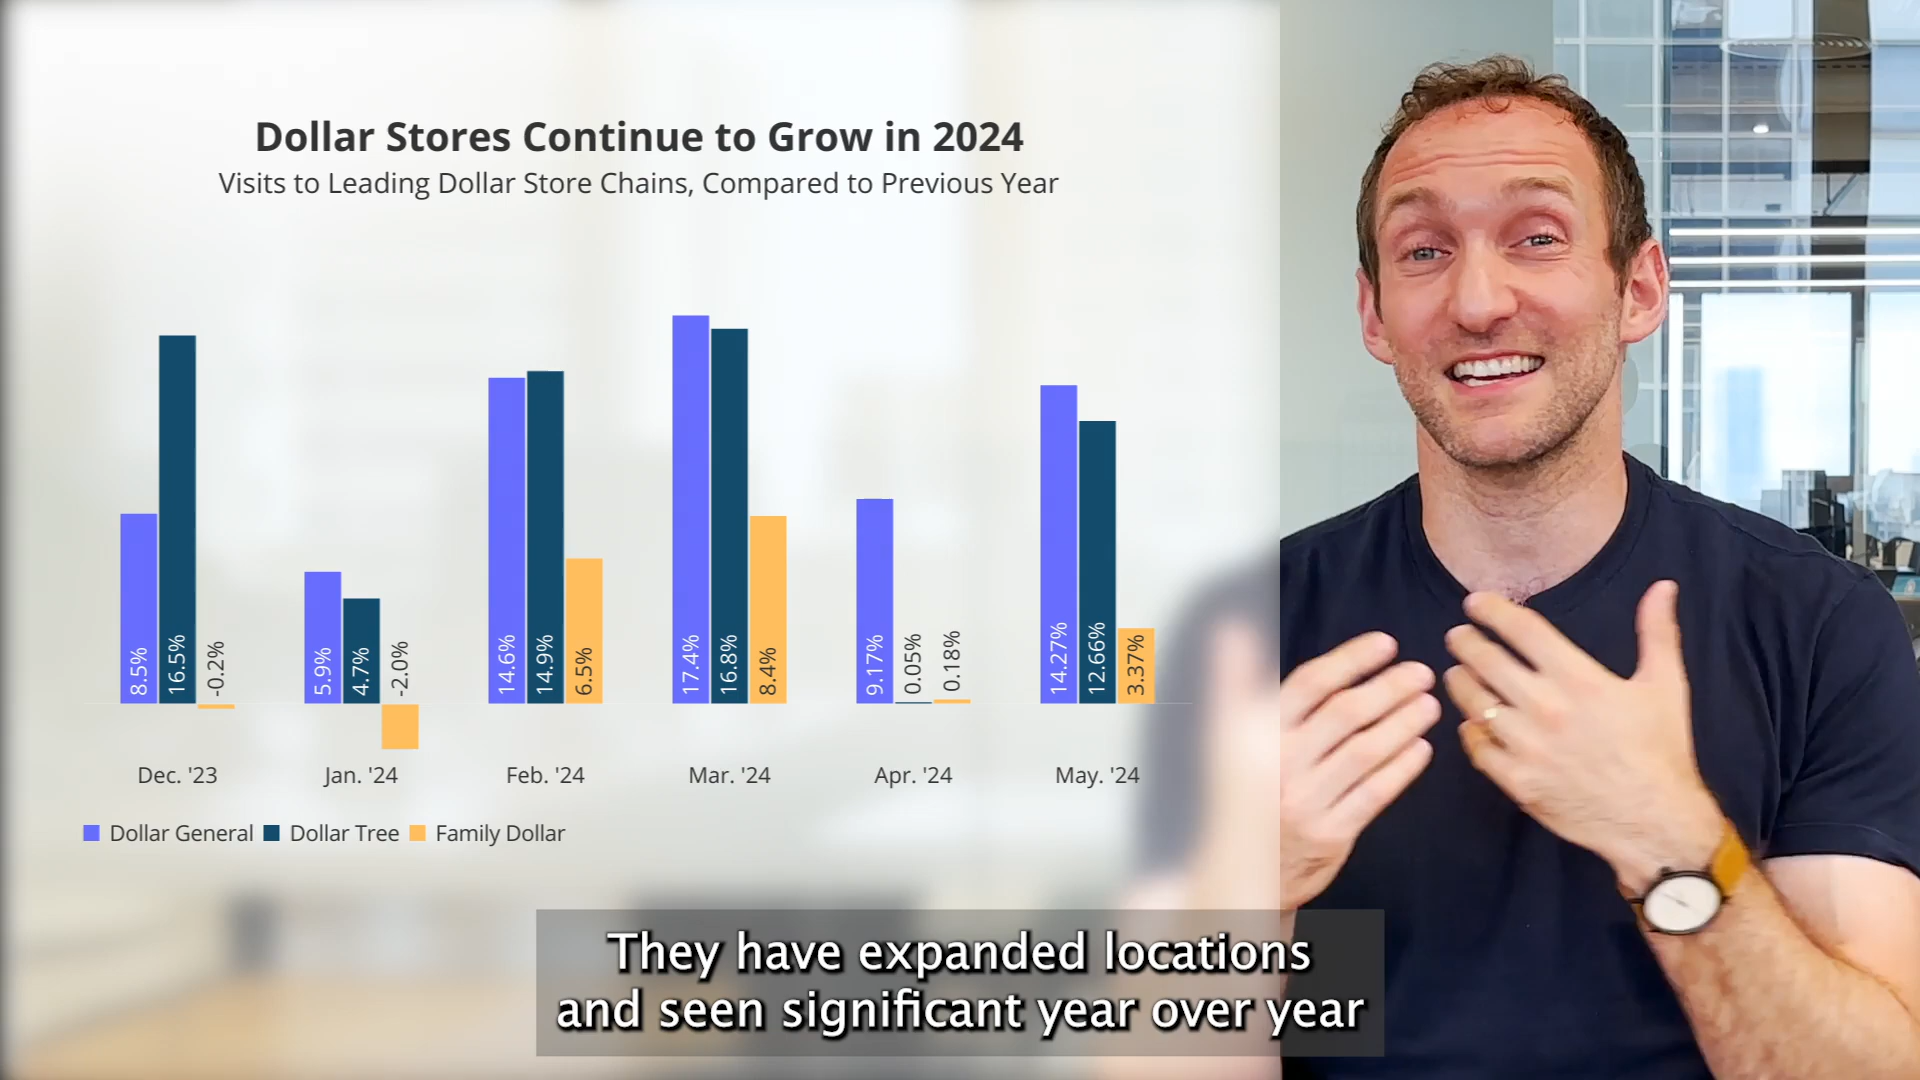 Dollar Stores Continue to Grow in 2024
Visits to Leading Dollar Store Chains, Compared to Previous Year
8.5% 16.5% -0.2% 5.9% 4.7% -2.0% 14.6% 14.9% 6.5% 17.4% 16.8% 8.4% 9.17% 0.05% 0.18% 14.27% 12.66% 3.37%
Dec. '23 Jan. '24 Feb. '24 Mar. '24 Apr. '24 May. '24
Dollar General Dollar Tree Family Dollar
They have expanded locations
and seen significant year over year